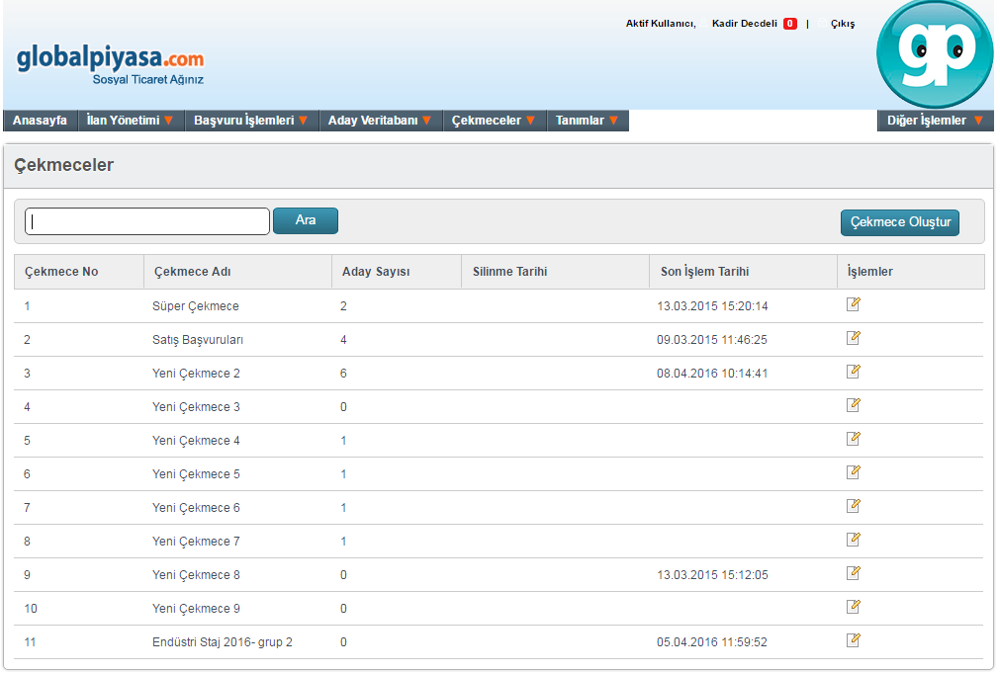 Aktif Kullanıcı, Kadir Decdeli 0 | Çıkış
globalpiyasa.com
Sosyal Ticaret Ağınız
gp
Anasayfa İlan Yönetimi Başvuru İşlemleri Aday Veritabanı Çekmeceler Tanımlar Diğer İşlemler
Çekmeceler
Ara Çekmece Oluştur
Çekmece No Çekmece Adı Aday Sayısı Silinme Tarihi Son İşlem Tarihi İşlemler
1 Süper Çekmece 2 13.03.2015 15:20:14
2 Satış Başvuruları 4 09.03.2015 11:46:25
3 Yeni Çekmece 2 6 08.04.2016 10:14:41
4 Yeni Çekmece 3 0
5 Yeni Çekmece 4 1
6 Yeni Çekmece 5 1
7 Yeni Çekmece 6 1
8 Yeni Çekmece 7 1
9 Yeni Çekmece 8 0 13.03.2015 15:12:05
10 Yeni Çekmece 9 0
11 Endüstri Staj 2016- grup 2 0 05.04.2016 11:59:52